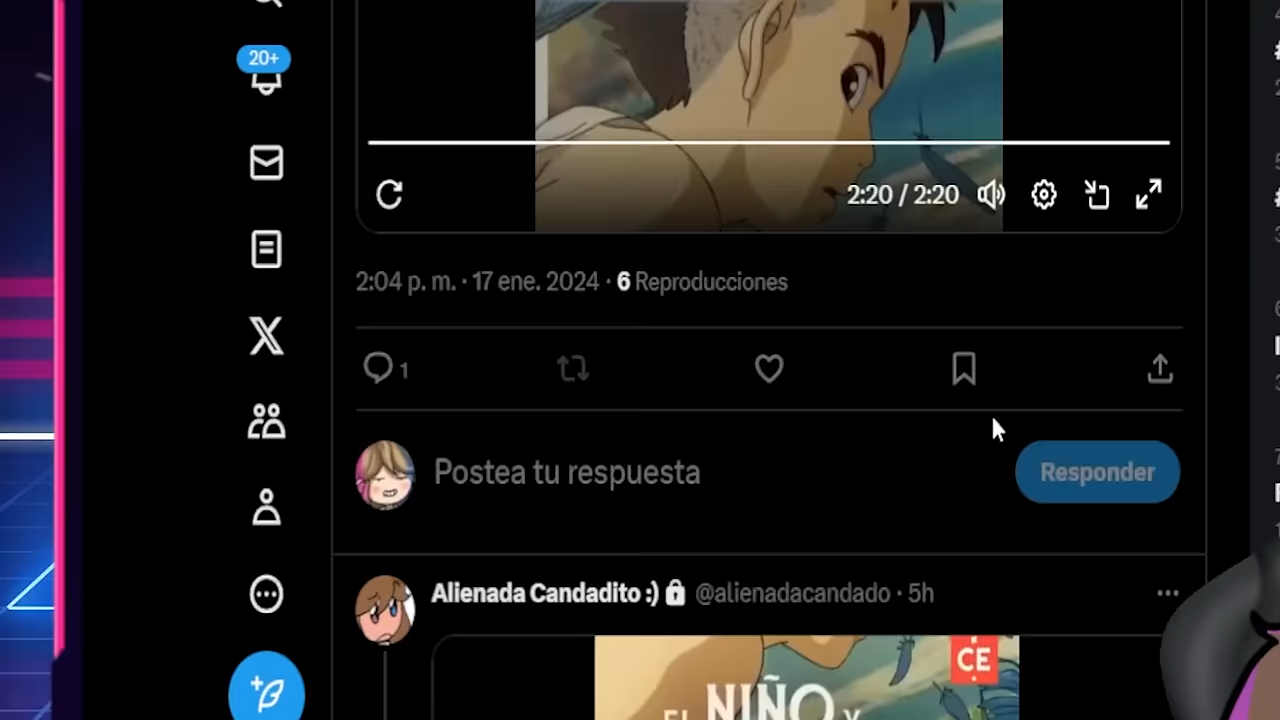 20+
2:20 / 2:20
2:04 p. m. · 17 ene. 2024 · 6 Reproducciones
1
Postea tu respuesta
Responder
Alienada Candadito :) @alienadacandado · 5h
CE
EL NIÑO Y